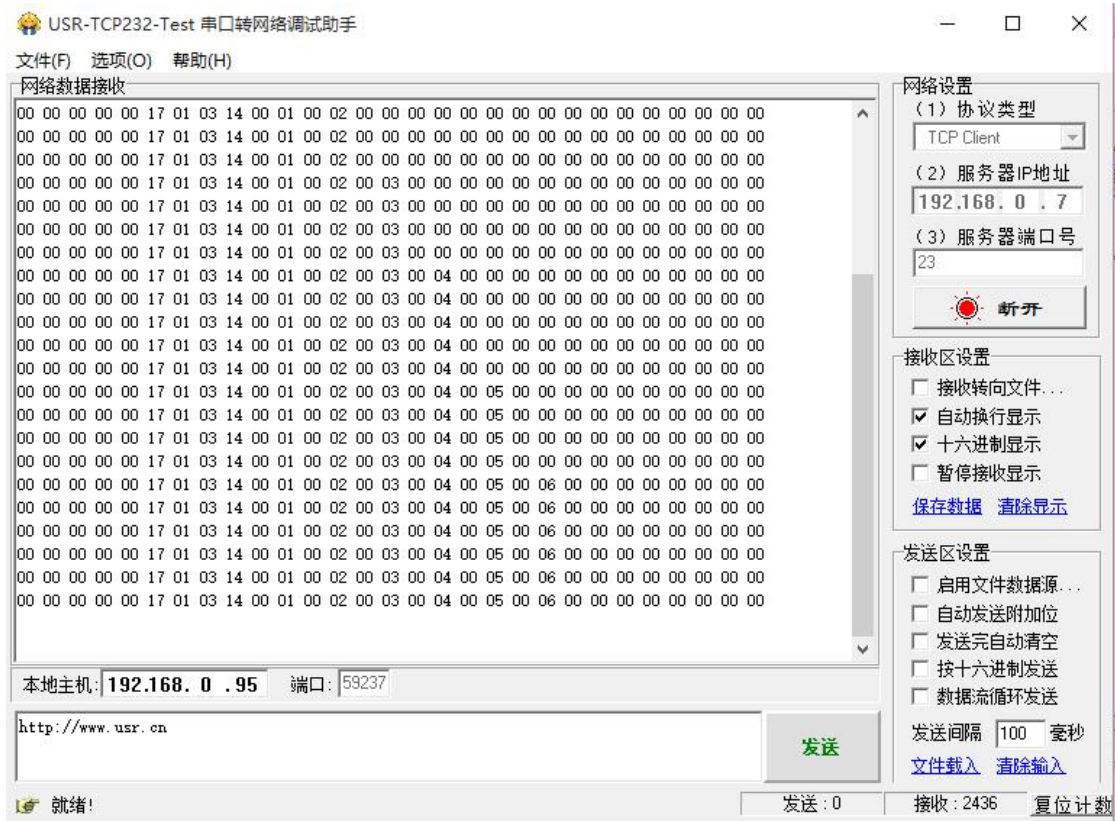 USR-TCP232-Test 串口转网络调试助手
文件(F) 选项(O) 帮助(H)
网络数据接收
00 00 00 00 00 17 01 03 14 00 01 00 02 00 00 00 00 00 00 00 00 00 00 00 00 00 00 00 00
00 00 00 00 00 17 01 03 14 00 01 00 02 00 00 00 00 00 00 00 00 00 00 00 00 00 00 00 00
00 00 00 00 00 17 01 03 14 00 01 00 02 00 00 00 00 00 00 00 00 00 00 00 00 00 00 00 00
00 00 00 00 00 17 01 03 14 00 01 00 02 00 03 00 00 00 00 00 00 00 00 00 00 00 00 00 00
00 00 00 00 00 17 01 03 14 00 01 00 02 00 03 00 00 00 00 00 00 00 00 00 00 00 00 00 00
00 00 00 00 00 17 01 03 14 00 01 00 02 00 03 00 00 00 00 00 00 00 00 00 00 00 00 00 00
00 00 00 00 00 17 01 03 14 00 01 00 02 00 03 00 00 00 00 00 00 00 00 00 00 00 00 00 00
00 00 00 00 00 17 01 03 14 00 01 00 02 00 03 00 04 00 00 00 00 00 00 00 00 00 00 00 00
00 00 00 00 00 17 01 03 14 00 01 00 02 00 03 00 04 00 00 00 00 00 00 00 00 00 00 00 00
00 00 00 00 00 17 01 03 14 00 01 00 02 00 03 00 04 00 00 00 00 00 00 00 00 00 00 00 00
00 00 00 00 00 17 01 03 14 00 01 00 02 00 03 00 04 00 00 00 00 00 00 00 00 00 00 00 00
00 00 00 00 00 17 01 03 14 00 01 00 02 00 03 00 04 00 00 00 00 00 00 00 00 00 00 00 00
00 00 00 00 00 17 01 03 14 00 01 00 02 00 03 00 04 00 05 00 00 00 00 00 00 00 00 00 00
00 00 00 00 00 17 01 03 14 00 01 00 02 00 03 00 04 00 05 00 00 00 00 00 00 00 00 00 00
00 00 00 00 00 17 01 03 14 00 01 00 02 00 03 00 04 00 05 00 00 00 00 00 00 00 00 00 00
00 00 00 00 00 17 01 03 14 00 01 00 02 00 03 00 04 00 05 00 00 00 00 00 00 00 00 00 00
00 00 00 00 00 17 01 03 14 00 01 00 02 00 03 00 04 00 05 00 06 00 00 00 00 00 00 00 00
00 00 00 00 00 17 01 03 14 00 01 00 02 00 03 00 04 00 05 00 06 00 00 00 00 00 00 00 00
00 00 00 00 00 17 01 03 14 00 01 00 02 00 03 00 04 00 05 00 06 00 00 00 00 00 00 00 00
00 00 00 00 00 17 01 03 14 00 01 00 02 00 03 00 04 00 05 00 06 00 00 00 00 00 00 00 00
00 00 00 00 00 17 01 03 14 00 01 00 02 00 03 00 04 00 05 00 06 00 00 00 00 00 00 00 00
00 00 00 00 00 17 01 03 14 00 01 00 02 00 03 00 04 00 05 00 06 00 00 00 00 00 00 00 00
本地主机: 192.168. 0 .95 端口: 59237
http://www.usr.cn
发送
网络设置
(1) 协议类型
TCP Client
(2) 服务器IP地址
192.168. 0 . 7
(3) 服务器端口号
23
断开
接收区设置
接收转向文件...
自动换行显示
十六进制显示
暂停接收显示
保存数据 清除显示
发送区设置
启用文件数据源...
自动发送附加位
发送完自动清空
按十六进制发送
数据流循环发送
发送间隔 100 毫秒
文件载入 清除输入
就绪! 发送:0 接收:2436 复位计数